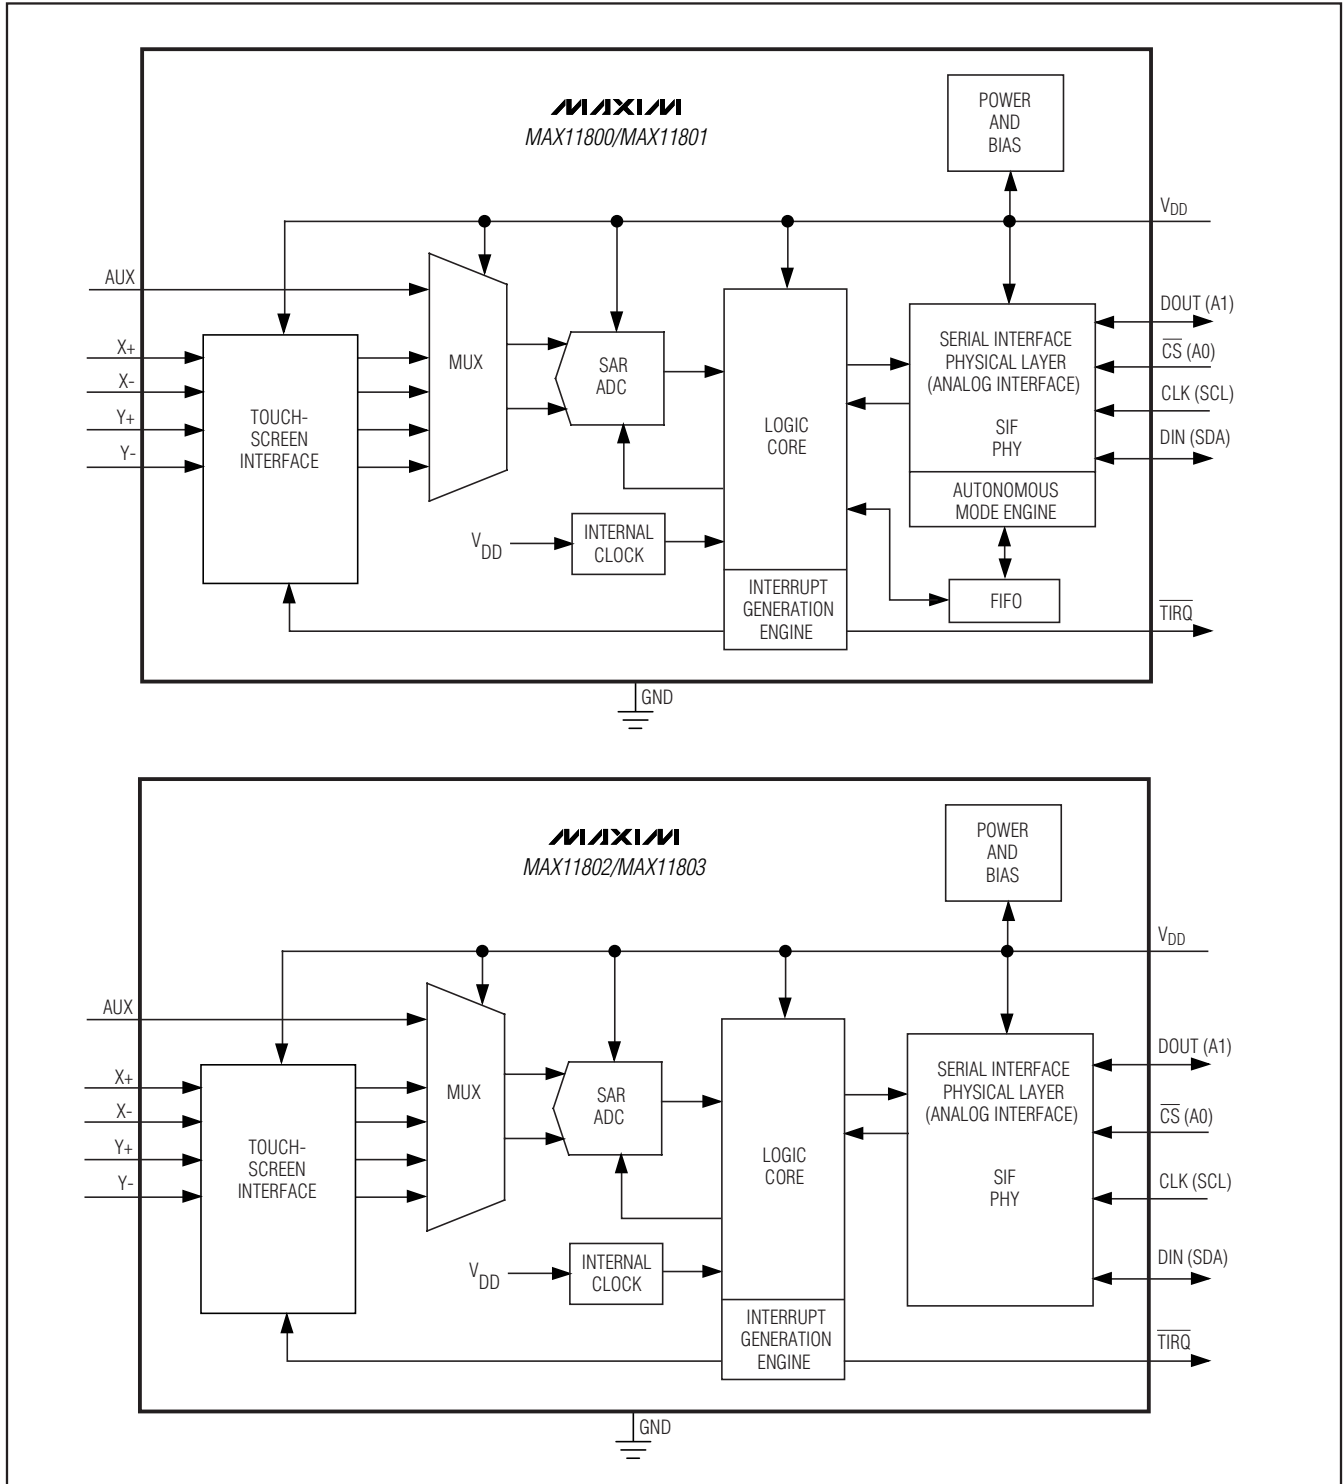 MAXIM
MAX11800/MAX11801
POWER
AND
BIAS
VDD
AUX
X+
X-
Y+
Y-
TOUCH-
SCREEN
INTERFACE
MUX
SAR
ADC
LOGIC
CORE
SERIAL INTERFACE
PHYSICAL LAYER
(ANALOG INTERFACE)
SIF
PHY
AUTONOMOUS
MODE ENGINE
DOUT (A1)
CS (A0)
CLK (SCL)
DIN (SDA)
VDD
INTERNAL
CLOCK
INTERRUPT
GENERATION
ENGINE
FIFO
TIRQ
GND
MAXIM
MAX11802/MAX11803
POWER
AND
BIAS
VDD
AUX
X+
X-
Y+
Y-
TOUCH-
SCREEN
INTERFACE
MUX
SAR
ADC
LOGIC
CORE
SERIAL INTERFACE
PHYSICAL LAYER
(ANALOG INTERFACE)
SIF
PHY
DOUT (A1)
CS (A0)
CLK (SCL)
DIN (SDA)
VDD
INTERNAL
CLOCK
INTERRUPT
GENERATION
ENGINE
TIRQ
GND